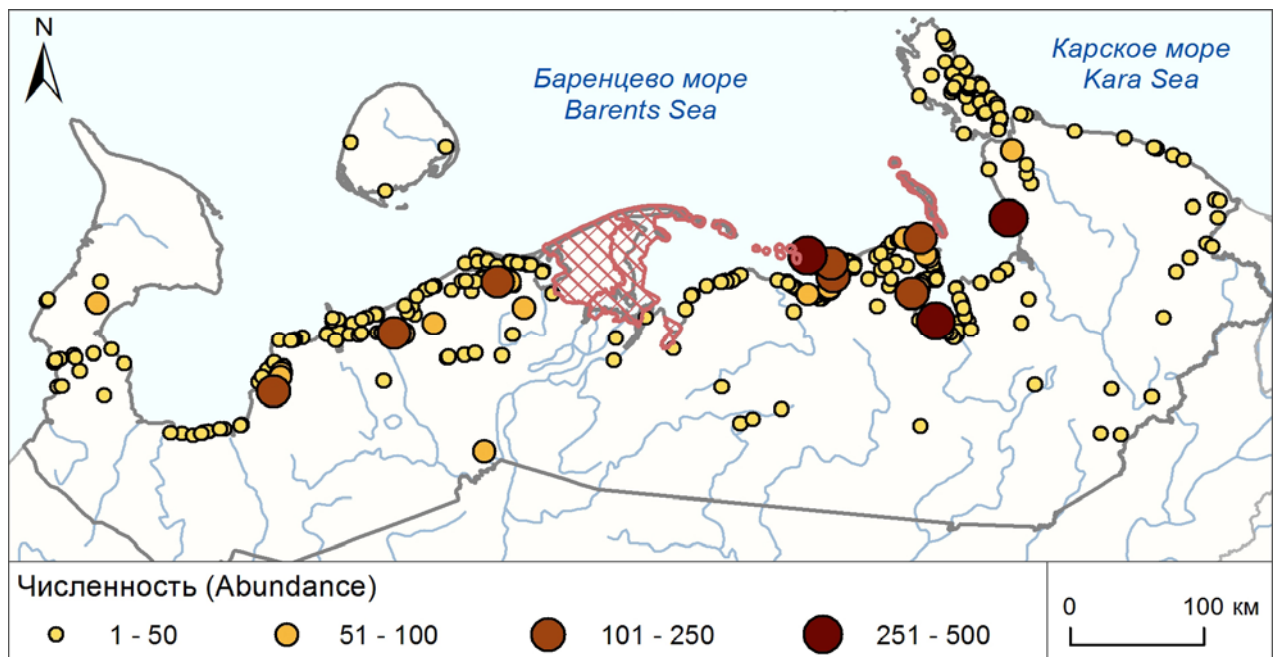 N
Баренцево море
Barents Sea
Карское море
Kara Sea
Численность (Abundance)
1 - 50
51 - 100
101 - 250
251 - 500
0
100 км